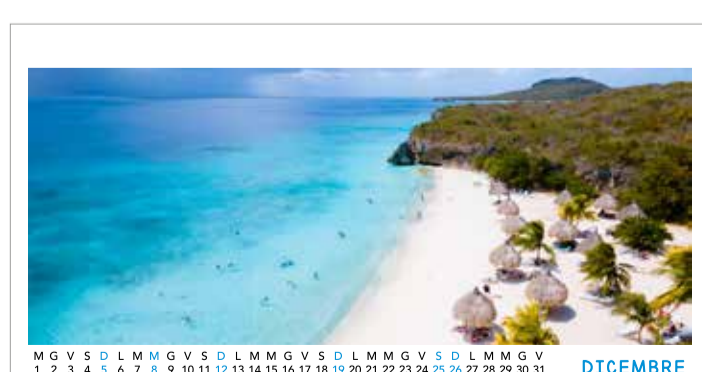 M G V S D L M M G V S D L M M G V S D L M M G V S D L M M G V
1 2 3 4 5 6 7 8 9 10 11 12 13 14 15 16 17 18 19 20 21 22 23 24 25 26 27 28 29 30 31
DICEMBRE